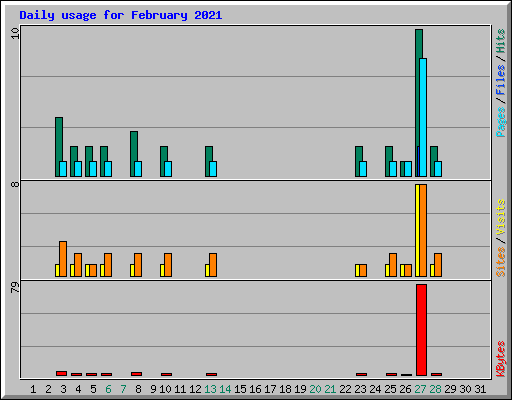 Daily usage for February 2021
10
Pages / Files / Hits
8
Sites / Visits
79
KBytes
1 2 3 4 5 6 7 8 9 10 11 12 13 14 15 16 17 18 19 20 21 22 23 24 25 26 27 28 29 30 31